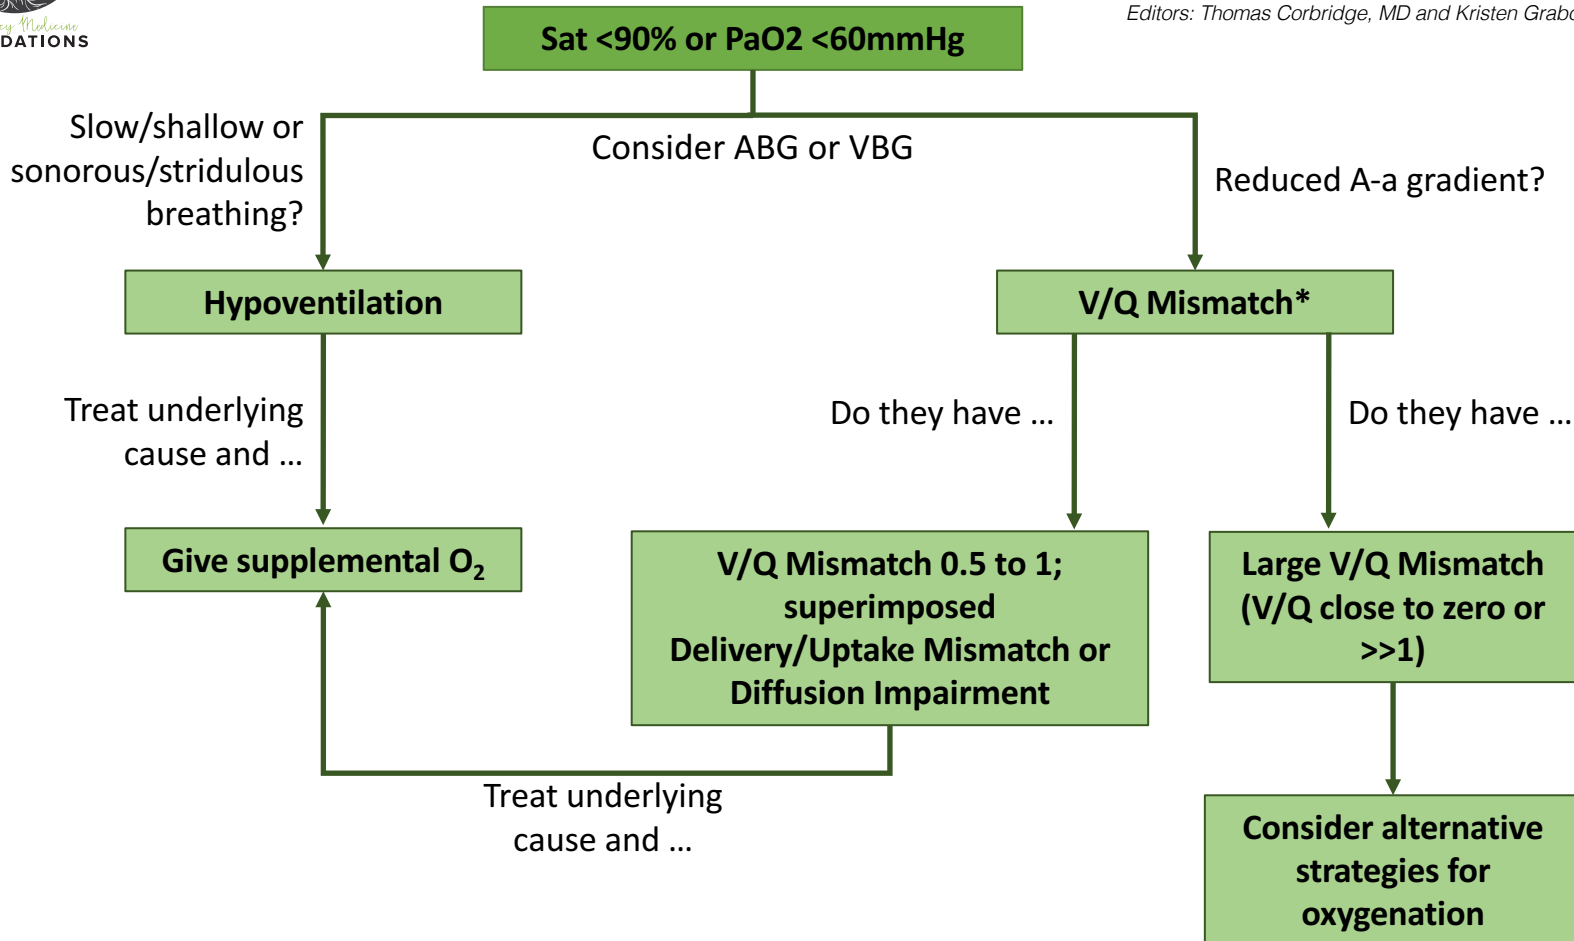 Editors: Thomas Corbridge, MD and Kristen
DATIONS
Sat <90% or PaO2 <60mmHg
Slow/shallow or
sonorous/stridulous
breathing?
Consider ABG or VBG
Reduced A-a gradient?
Hypoventilation
V/Q Mismatch*
Treat underlying
cause and ...
Do they have ...
Do they have ...
Give supplemental O₂
V/Q Mismatch 0.5 to 1;
superimposed
Delivery/Uptake Mismatch or
Diffusion Impairment
Large V/Q Mismatch
(V/Q close to zero or
>>1)
Treat underlying
cause and ...
Consider alternative
strategies for
oxygenation